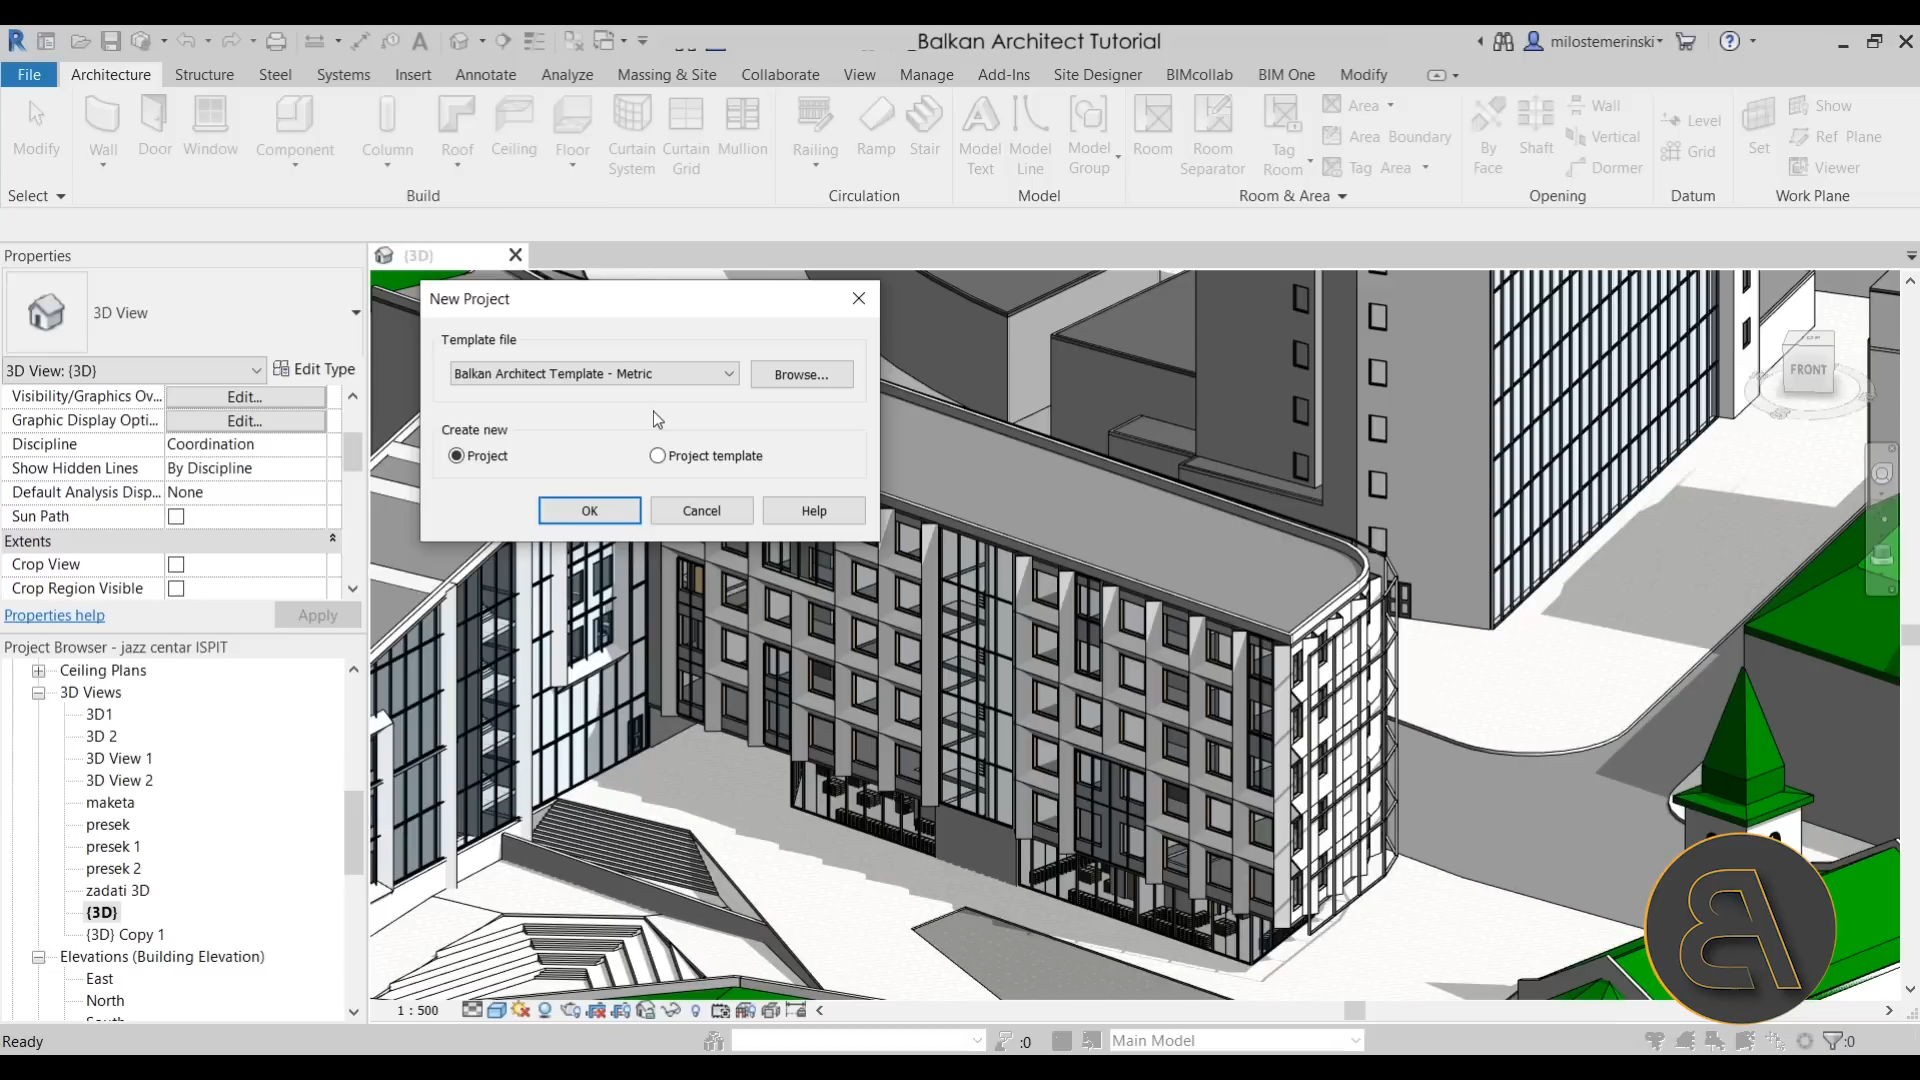 _Balkan Architect Tutorial
milostemerinski
File Architecture Structure Steel Systems Insert Annotate Analyze Massing & Site Collaborate View Manage Add-Ins Site Designer BIMcollab BIM One Modify
Modify
Wall
Door
Window
Component
Column
Roof
Ceiling
Floor
Curtain System
Curtain Grid
Mullion
Railing
Ramp
Stair
Model Text
Model Line
Model Group
Room
Room Separator
Tag Room
Area
Area Boundary
Tag Area
By Face
Shaft
Wall
Vertical
Dormer
Level
Grid
Set
Show
Ref Plane
Viewer
Select Build Circulation Model Room & Area Opening Datum Work Plane
Properties
{3D}
3D View
3D View: {3D} Edit Type
Visibility/Graphics Ov... Edit...
Graphic Display Opti... Edit...
Discipline Coordination
Show Hidden Lines By Discipline
Default Analysis Disp... None
Sun Path
Extents
Crop View
Crop Region Visible
Properties help Apply
Project Browser - jazz centar ISPIT
Ceiling Plans
3D Views
3D1
3D 2
3D View 1
3D View 2
maketa
presek
presek 1
presek 2
zadati 3D
{3D}
{3D} Copy 1
Elevations (Building Elevation)
East
North
New Project
Template file
Balkan Architect Template - Metric Browse...
Create new
Project Project template
OK Cancel Help
TOP
FRONT
1 : 500
Ready
:0
Main Model
:0